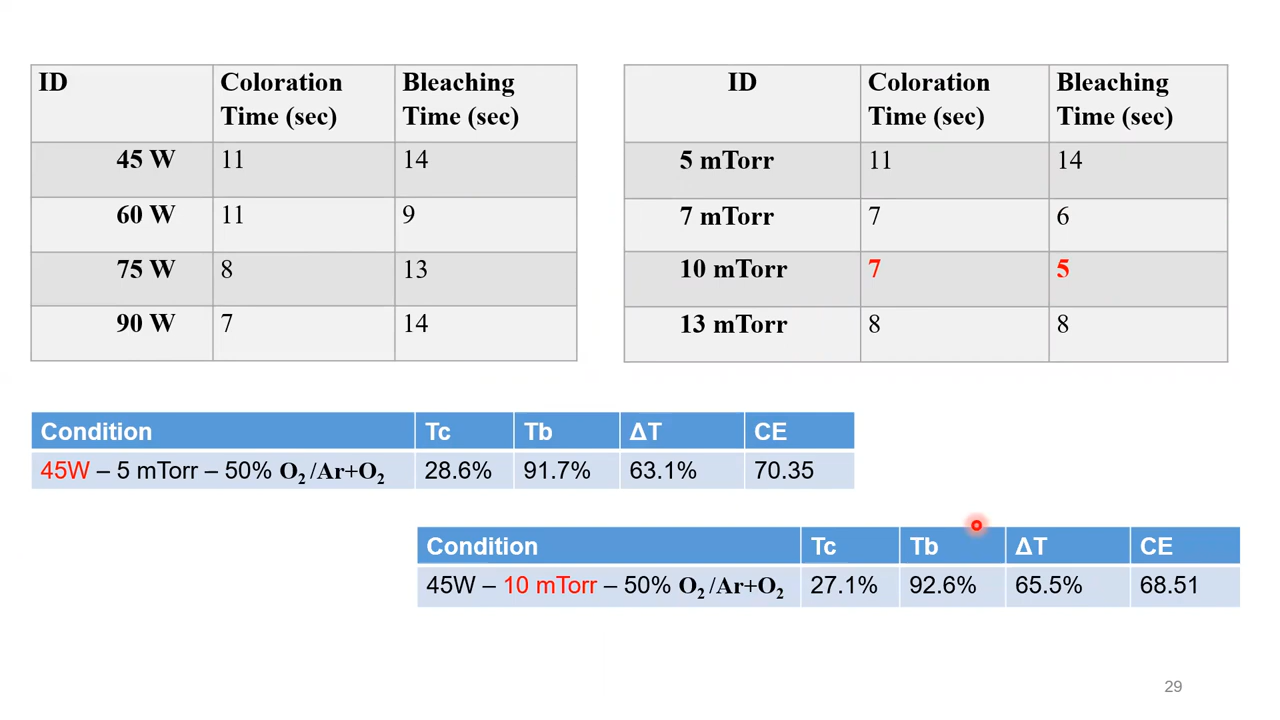 ID Coloration Time (sec) Bleaching Time (sec)
45 W 11 14
60 W 11 9
75 W 8 13
90 W 7 14
ID Coloration Time (sec) Bleaching Time (sec)
5 mTorr 11 14
7 mTorr 7 6
10 mTorr 7 5
13 mTorr 8 8
Condition Tc Tb ΔT CE
45W – 5 mTorr – 50% O₂ /Ar+O₂ 28.6% 91.7% 63.1% 70.35
Condition Tc Tb ΔT CE
45W – 10 mTorr – 50% O₂ /Ar+O₂ 27.1% 92.6% 65.5% 68.51
29